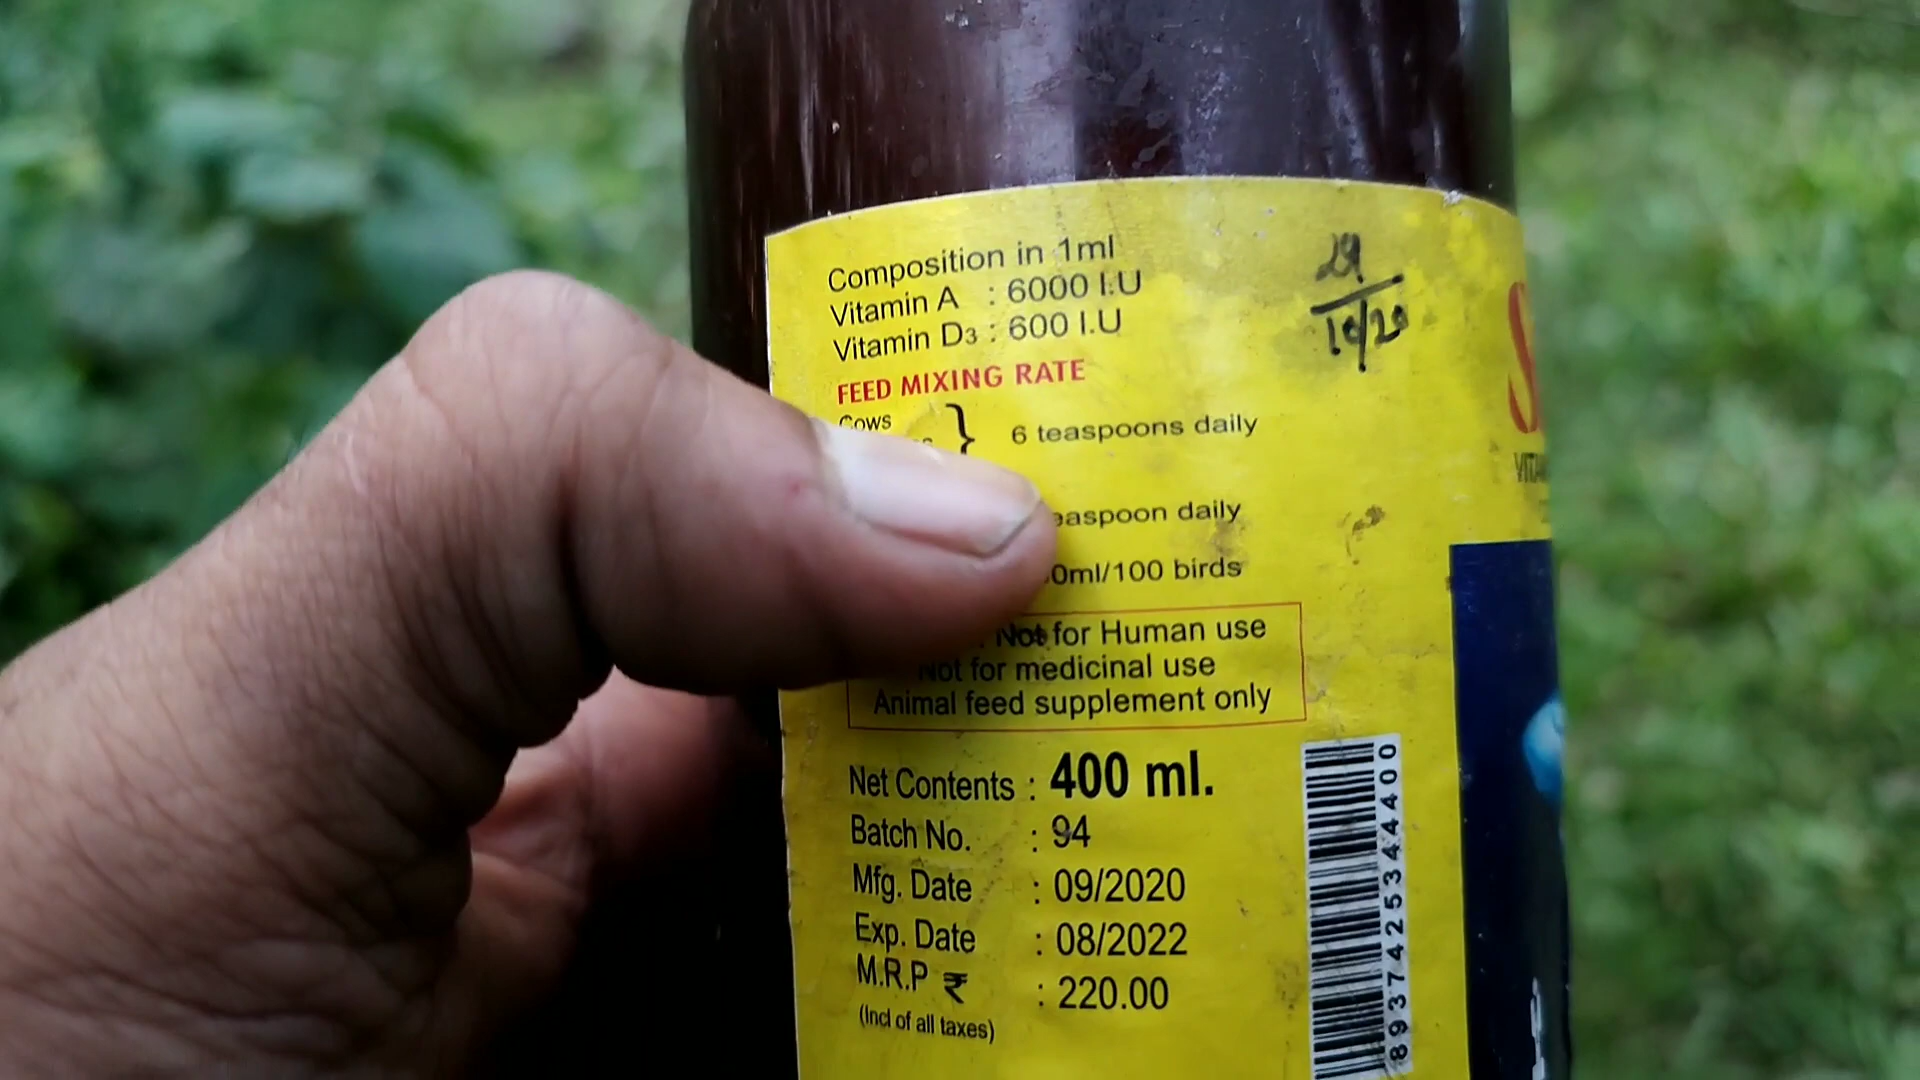 Composition in 1ml
Vitamin A : 6000 I.U
Vitamin D3 : 600 I.U
29
10/20
FEED MIXING RATE
Cows
} 6 teaspoons daily
daily
0ml/100 birds
Not for Human use
Not for medicinal use
Animal feed supplement only
Net Contents : 400 ml.
Batch No. : 94
Mfg. Date : 09/2020
Exp. Date : 08/2022
M.R.P ₹ : 220.00
(Incl of all taxes)
8937425344400